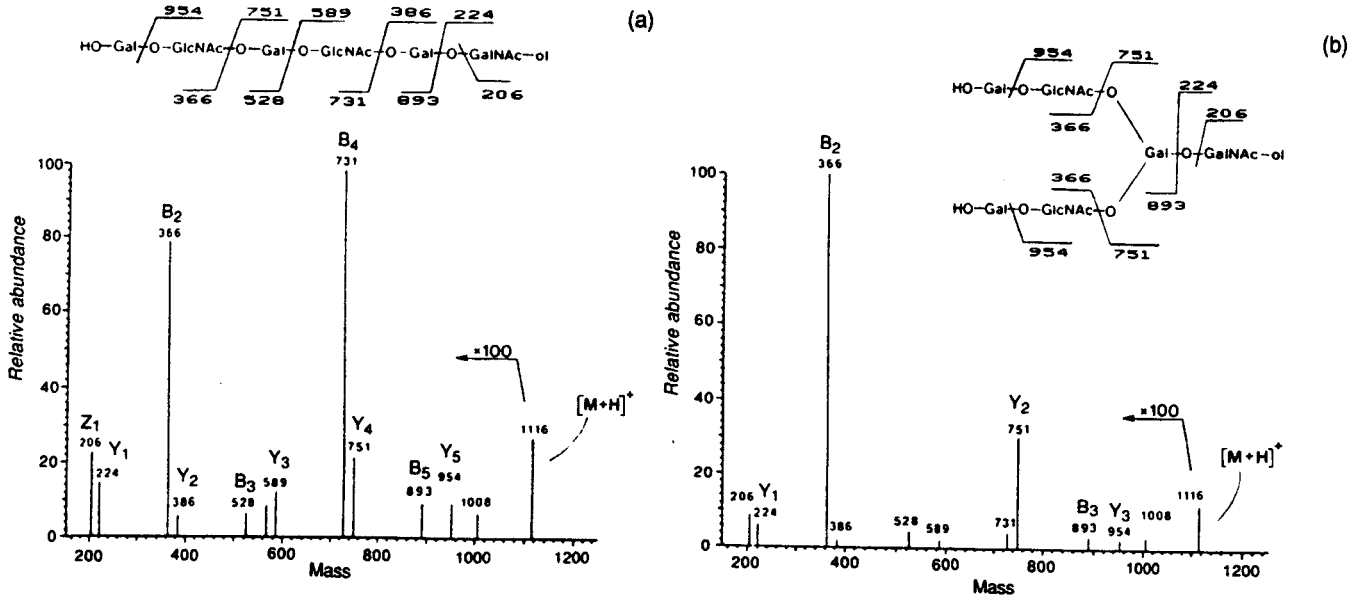 (a)
954 751 589 386 224
HO–Gal–O–GlcNAc–O–Gal–O–GlcNAc–O–Gal–O–GalNAc–ol
366 528 731 893 206
Relative abundance
100
80
60
40
20
0
Z1
206
Y1
224
B2
366
Y2
386
B3
528
Y3
589
B4
731
Y4
751
B5
893
Y5
954
1008
1116
×100
[M+H]+
200 400 600 800 1000 1200
Mass
(b)
954 751
HO–Gal–O–GlcNAc–O
366
224
206
Gal–O–GalNAc–ol
366
893
HO–Gal–O–GlcNAc–O
954 751
Relative abundance
100
80
60
40
20
0
206
Y1
224
B2
366
386
528
589
731
Y2
751
B3
893
Y3
954
1008
1116
×100
[M+H]+
200 400 600 800 1000 1200
Mass